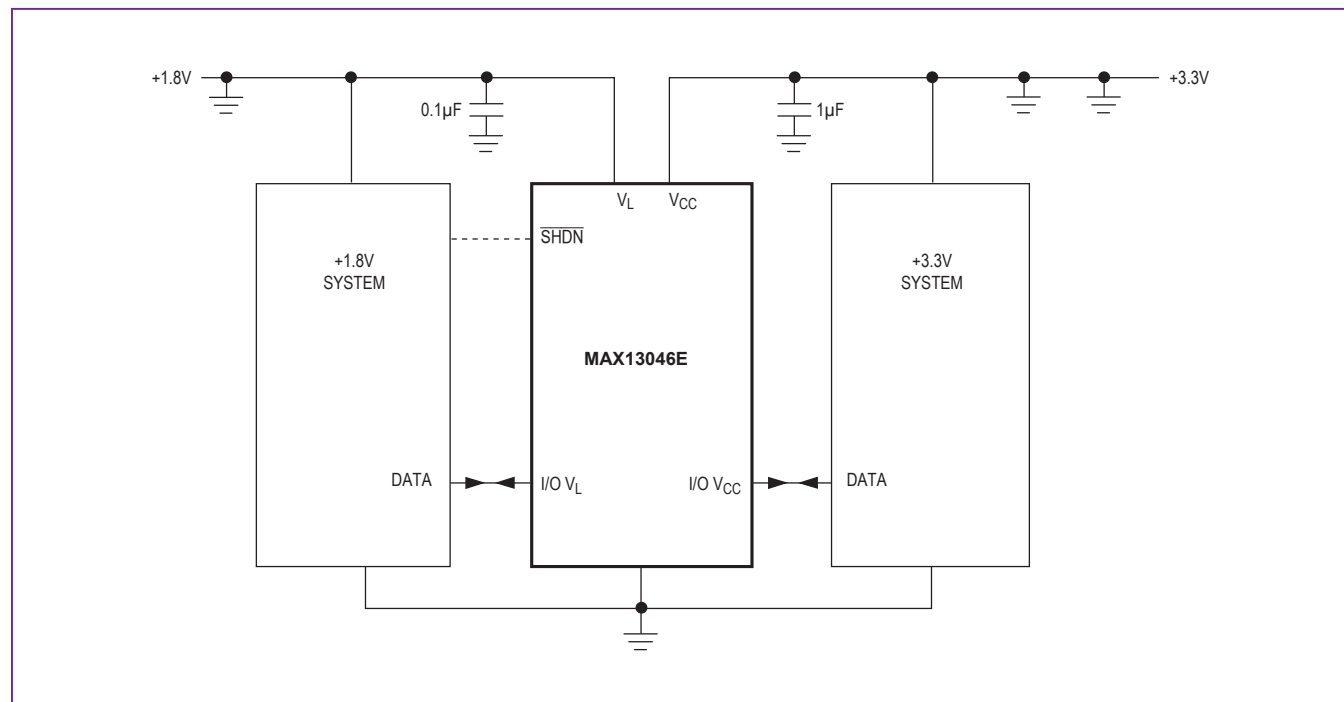 +1.8V
+3.3V
0.1µF
1µF
VL
VCC
SHDN
+1.8V
SYSTEM
+3.3V
SYSTEM
MAX13046E
DATA
I/O VL
I/O VCC
DATA